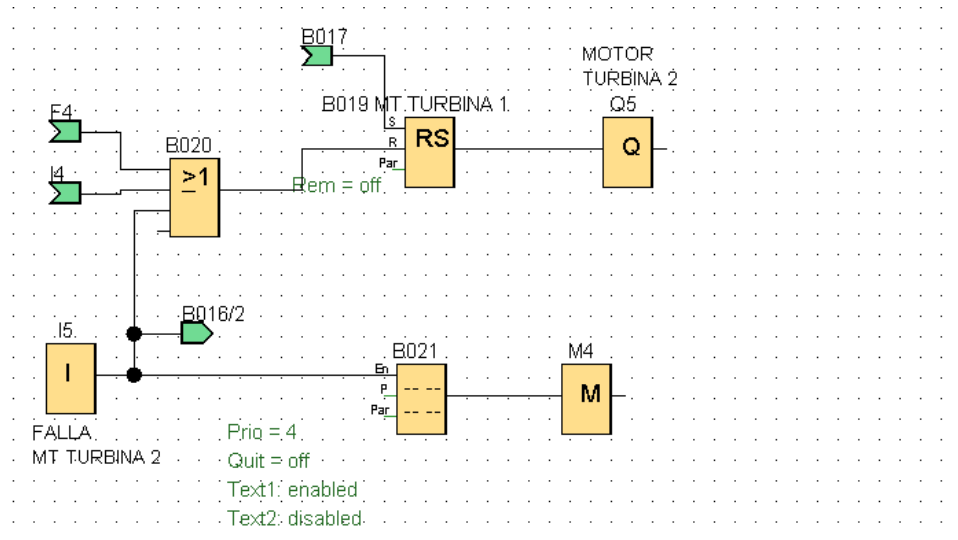 B017
MOTOR
TURBINA 2
Q5
B019 MT.TURBINA 1
S
R
Par
RS
Q
F4
I4
B020
>1
Rem = off
B016/2
I5
I
B021
En
P
Par
M4
M
FALLA
MT TURBINA 2
Prio = 4
Quit = off
Text1: enabled
Text2: disabled